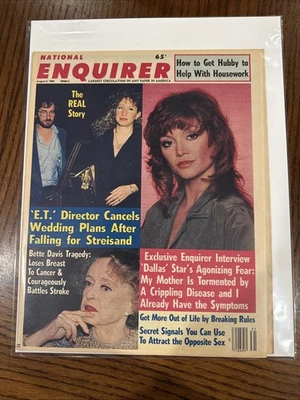 NATIONAL
ENQUIRER
65¢
LARGEST CIRCULATION OF ANY PAPER IN AMERICA
How to Get Hubby to
Help With Housework
The
REAL
Story
'E.T.' Director Cancels
Wedding Plans After
Falling for Streisand
Bette Davis Tragedy:
Loses Breast
To Cancer &
Courageously
Battles Stroke
Exclusive Enquirer Interview
'Dallas' Star's Agonizing Fear:
My Mother Is Tormented by
A Crippling Disease and I
Already Have the Symptoms
Get More Out of Life by Breaking Rules
Secret Signals You Can Use
To Attract the Opposite Sex